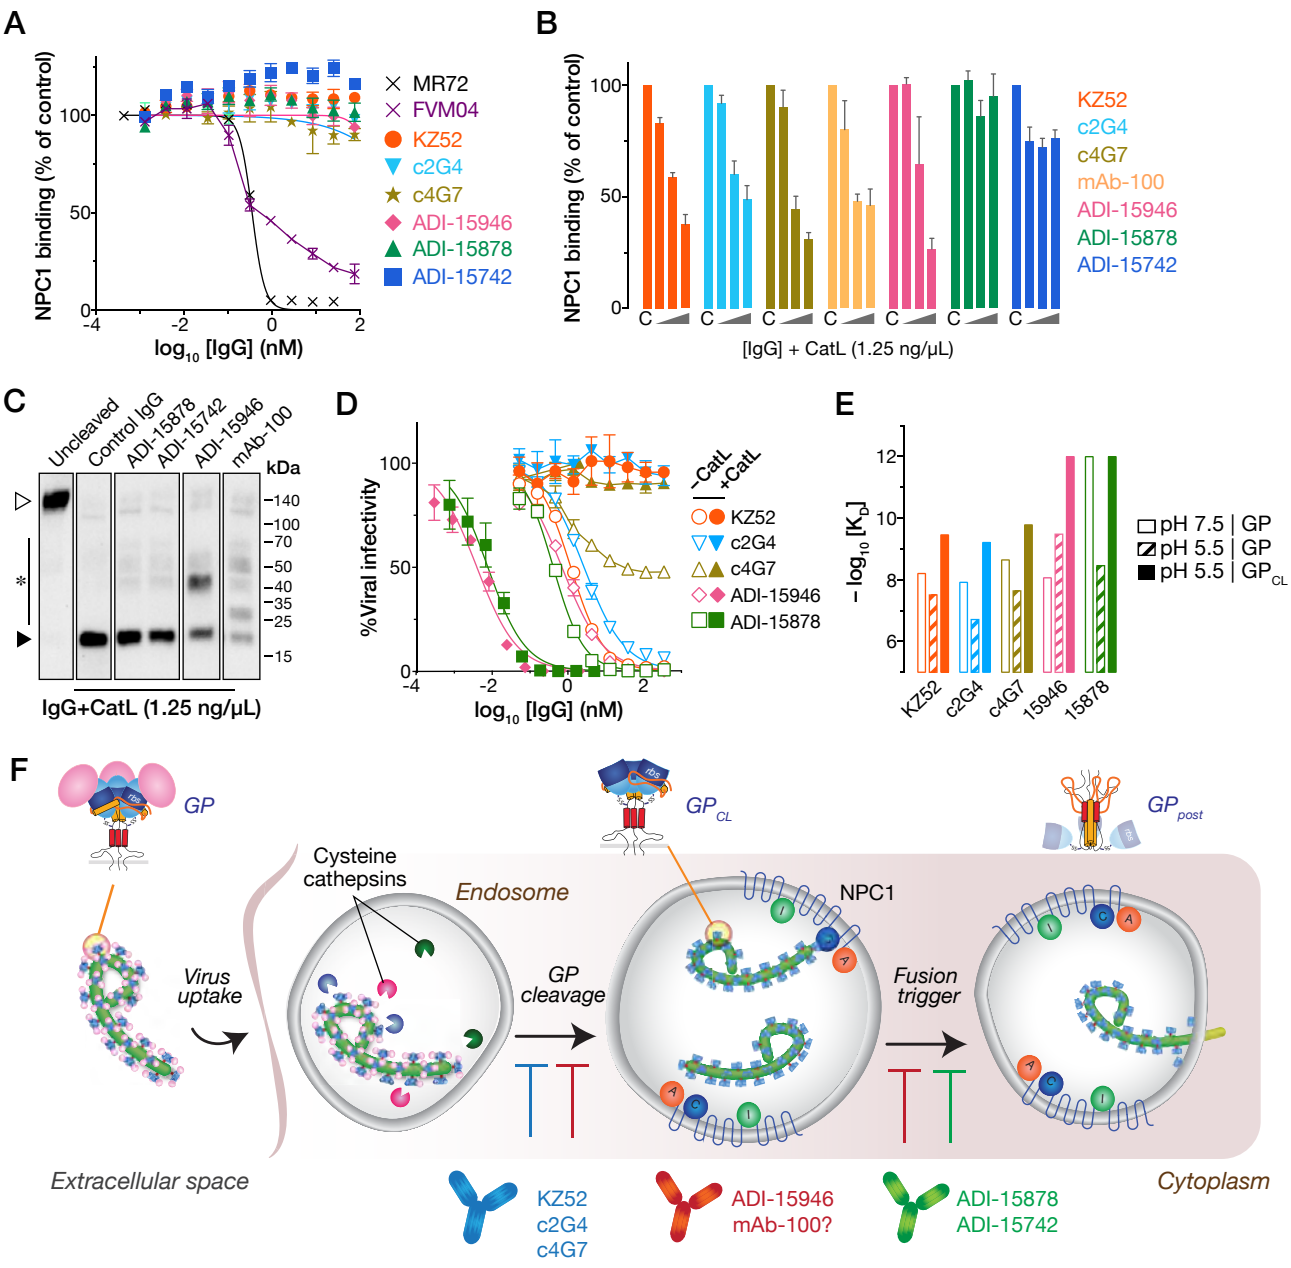 A
NPC1 binding (% of control)
100
50
0
-4
-2
0
2
log10 [IgG] (nM)
MR72
FVM04
KZ52
c2G4
c4G7
ADI-15946
ADI-15878
ADI-15742
B
NPC1 binding (% of control)
100
50
0
C
C
C
C
C
C
C
[IgG] + CatL (1.25 ng/µL)
KZ52
c2G4
c4G7
mAb-100
ADI-15946
ADI-15878
ADI-15742
C
Uncleaved
Control IgG
ADI-15878
ADI-15742
ADI-15946
mAb-100
kDa
140
100
70
50
40
35
25
15
*
IgG+CatL (1.25 ng/µL)
D
%Viral infectivity
100
50
0
-4
-2
0
2
log10 [IgG] (nM)
–CatL
+CatL
KZ52
c2G4
c4G7
ADI-15946
ADI-15878
E
– log10 [KD]
12
10
8
6
KZ52
c2G4
c4G7
15946
15878
pH 7.5 | GP
pH 5.5 | GP
pH 5.5 | GPCL
F
rbs
GP
rbs
GPCL
rbs
GPpost
Cysteine
cathepsins
Endosome
NPC1
Virus
uptake
GP
cleavage
Fusion
trigger
I
C
A
A
C
I
I
C
A
A
C
I
Extracellular space
Cytoplasm
KZ52
c2G4
c4G7
ADI-15946
mAb-100?
ADI-15878
ADI-15742